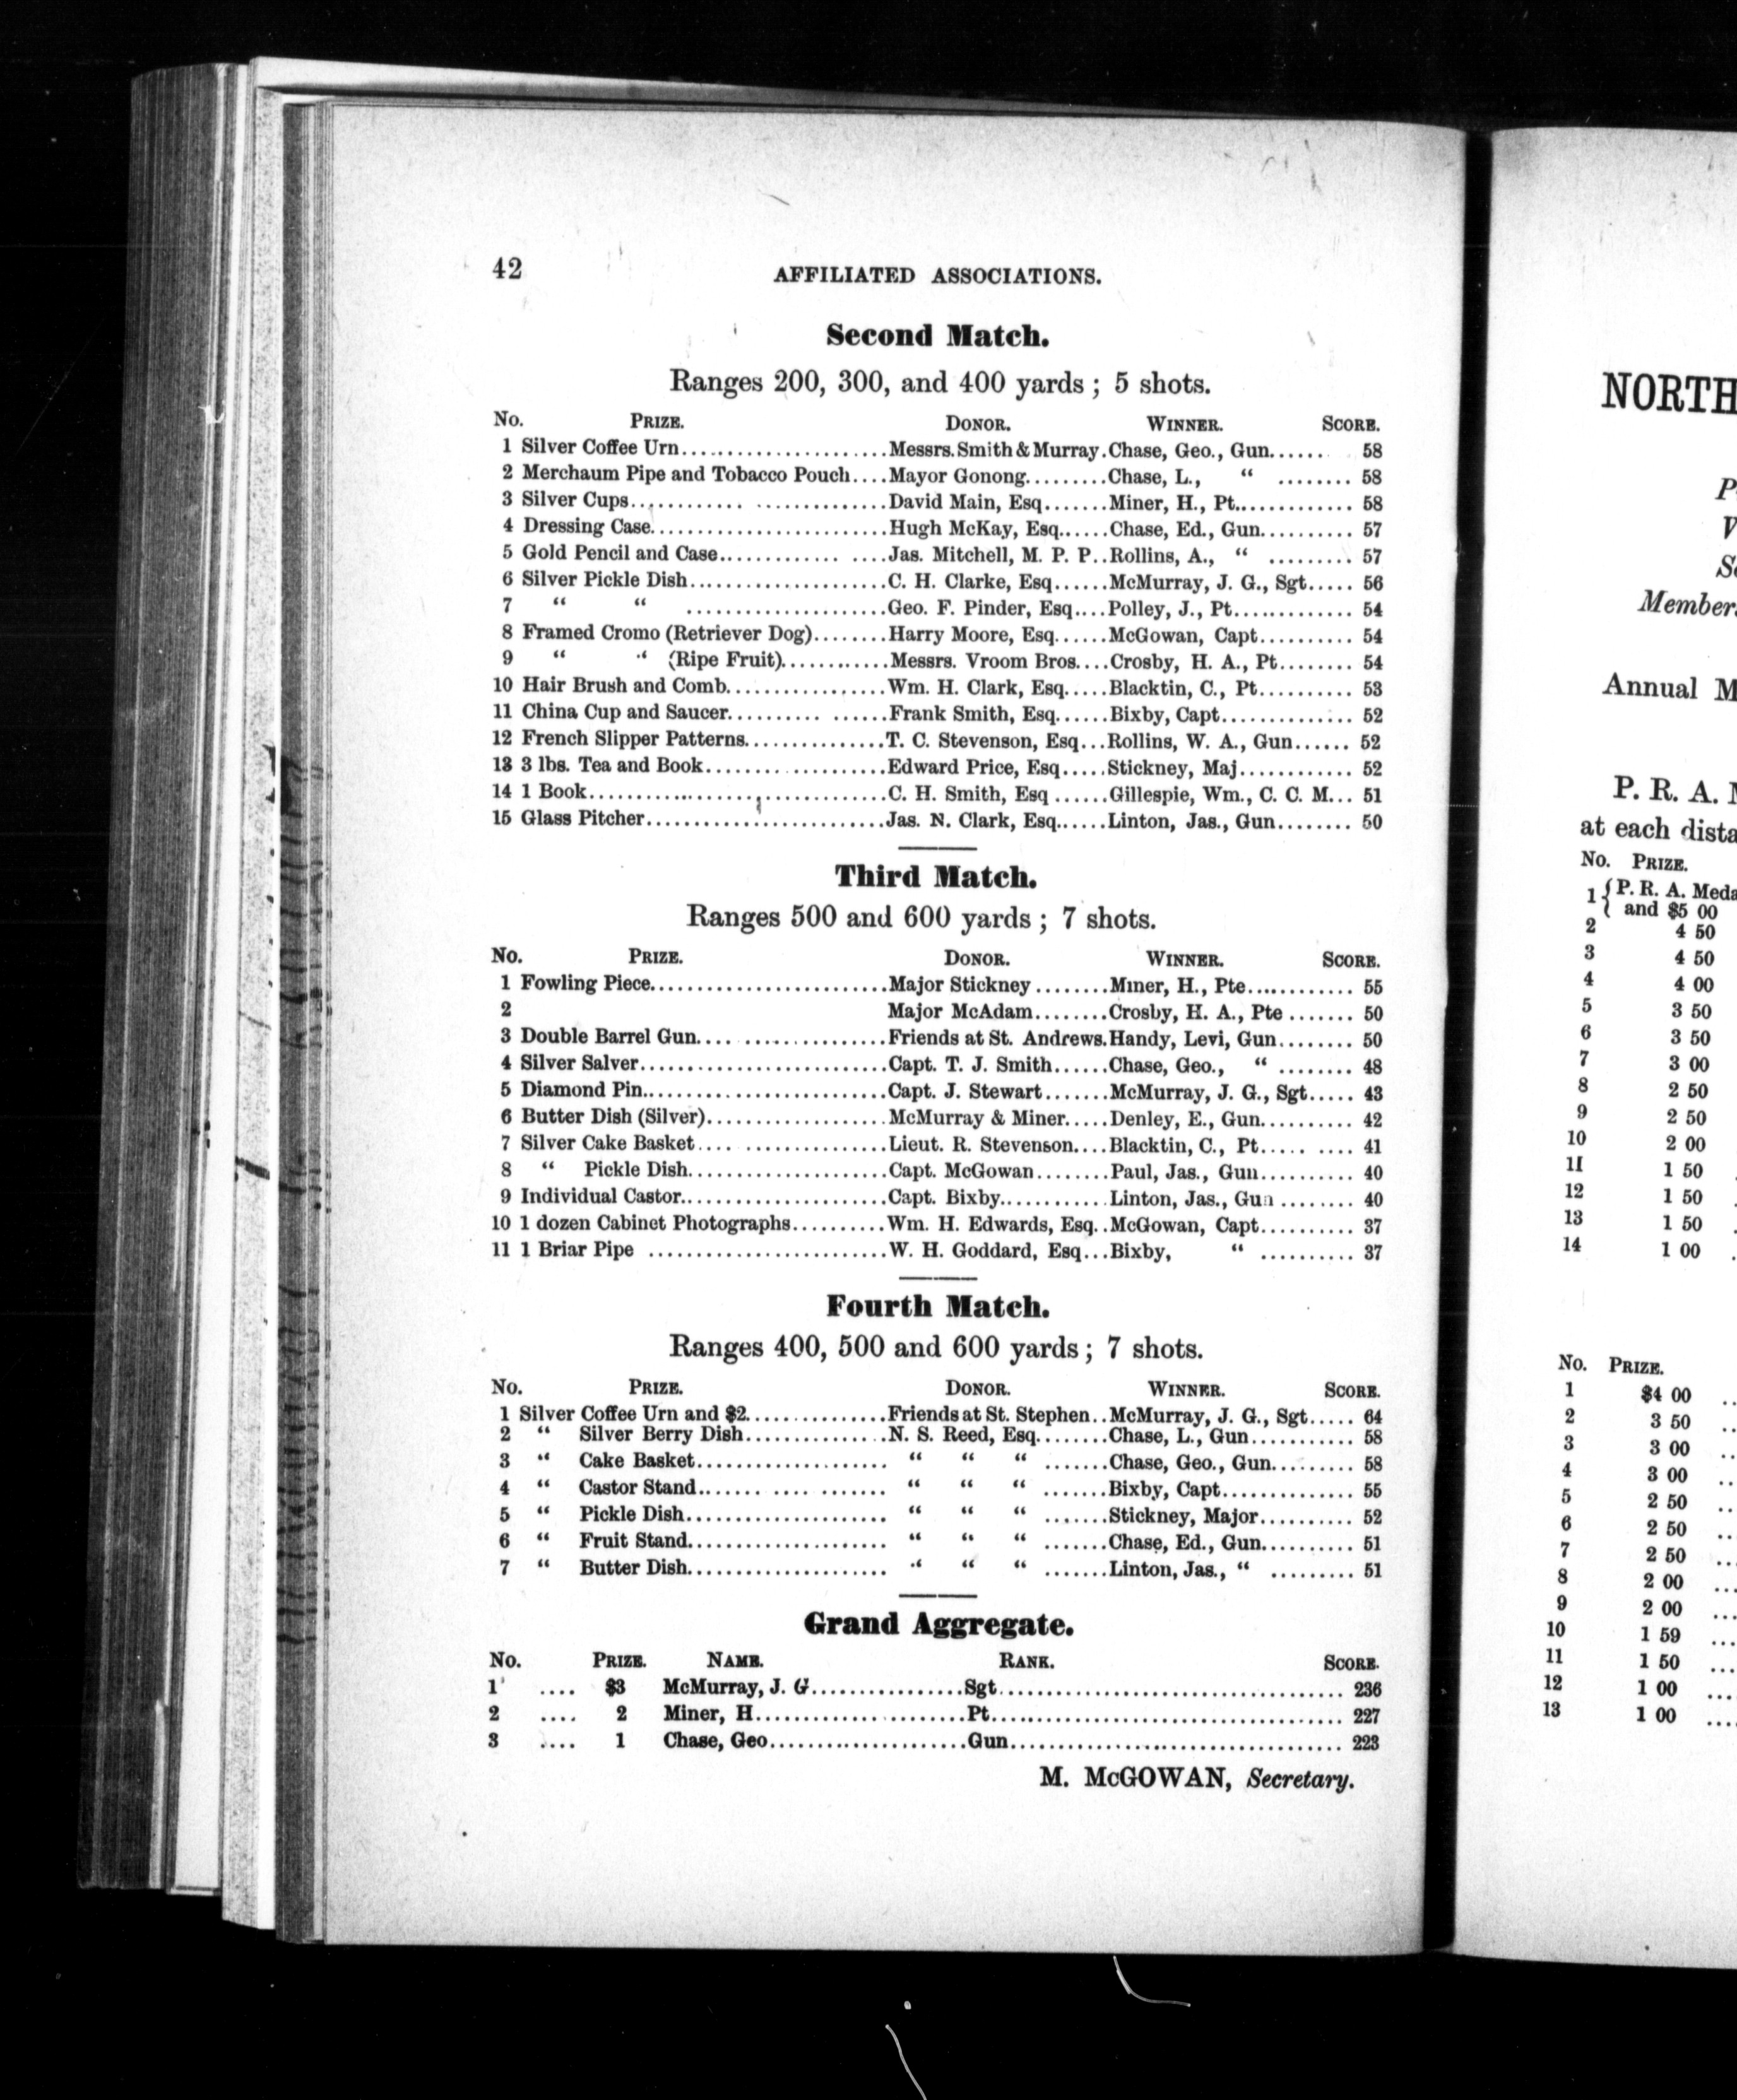 42
AFFILIATED ASSOCIATIONS.
Second Match.
Ranges 200, 300, and 400 yards; 5 shots.
No. PRIZE. DONOR. WINNER. SCORE.
1 Silver Coffee Urn.....................Messrs. Smith & Murray.Chase, Geo., Gun...... 58
2 Merchaum Pipe and Tobacco Pouch....Mayor Gonong.........Chase, L., “ ........ 58
3 Silver Cups............ .............David Main, Esq.......Miner, H., Pt............. 58
4 Dressing Case.........................Hugh McKay, Esq......Chase, Ed., Gun.......... 57
5 Gold Pencil and Case............. ....Jas. Mitchell, M. P. P..Rollins, A., “ ......... 57
6 Silver Pickle Dish.....................C. H. Clarke, Esq......McMurray, J. G., Sgt..... 56
7 “ “ .....................Geo. F. Pinder, Esq....Polley, J., Pt............. 54
8 Framed Cromo (Retriever Dog)........Harry Moore, Esq......McGowan, Capt.......... 54
9 “ “ (Ripe Fruit)............Messrs. Vroom Bros....Crosby, H. A., Pt........ 54
10 Hair Brush and Comb.................Wm. H. Clark, Esq.....Blacktin, C., Pt.......... 53
11 China Cup and Saucer.......... ......Frank Smith, Esq......Bixby, Capt.............. 52
12 French Slipper Patterns...............T. C. Stevenson, Esq...Rollins, W. A., Gun...... 52
13 3 lbs. Tea and Book...................Edward Price, Esq.....Stickney, Maj............ 52
14 1 Book................................C. H. Smith, Esq ......Gillespie, Wm., C. C. M... 51
15 Glass Pitcher.........................Jas. N. Clark, Esq......Linton, Jas., Gun........ 50
Third Match.
Ranges 500 and 600 yards; 7 shots.
No. PRIZE. DONOR. WINNER. SCORE.
1 Fowling Piece.........................Major Stickney ........Miner, H., Pte............ 55
2 Major McAdam........Crosby, H. A., Pte ....... 50
3 Double Barrel Gun.... ...............Friends at St. Andrews.Handy, Levi, Gun........ 50
4 Silver Salver..........................Capt. T. J. Smith......Chase, Geo., “ ........ 48
5 Diamond Pin..........................Capt. J. Stewart.......McMurray, J. G., Sgt..... 43
6 Butter Dish (Silver)...................McMurray & Miner.....Denley, E., Gun.......... 42
7 Silver Cake Basket.... ...............Lieut. R. Stevenson....Blacktin, C., Pt..... .... 41
8 “ Pickle Dish.....................Capt. McGowan........Paul, Jas., Gun.......... 40
9 Individual Castor......................Capt. Bixby...........Linton, Jas., Gun ........ 40
10 1 dozen Cabinet Photographs..........Wm. H. Edwards, Esq..McGowan, Capt.......... 37
11 1 Briar Pipe .........................W. H. Goddard, Esq...Bixby, “ .......... 37
Fourth Match.
Ranges 400, 500 and 600 yards; 7 shots.
No. PRIZE. DONOR. WINNER. SCORE.
1 Silver Coffee Urn and $2...............Friends at St. Stephen..McMurray, J. G., Sgt..... 64
2 “ Silver Berry Dish...............N. S. Reed, Esq........Chase, L., Gun........... 58
3 “ Cake Basket.................... “ “ “ .......Chase, Geo., Gun......... 58
4 “ Castor Stand....... .... ........ “ “ “ .......Bixby, Capt.............. 55
5 “ Pickle Dish..................... “ “ “ .......Stickney, Major.......... 52
6 “ Fruit Stand..................... “ “ “ .......Chase, Ed., Gun.......... 51
7 “ Butter Dish..................... “ “ “ .......Linton, Jas., “ ......... 51
Grand Aggregate.
No. PRIZE. NAME. RANK. SCORE.
1 .... $3 McMurray, J. G................Sgt..................................... 236
2 .... 2 Miner, H......................Pt...................................... 227
3 .... 1 Chase, Geo.....................Gun................................... 223
M. McGOWAN, Secretary.
NORTH
Annual M
P. R. A.
at each dista
No. PRIZE.
1 { P. R. A. Meda
and $5 00
2 4 50
3 4 50
4 4 00
5 3 50
6 3 50
7 3 00
8 2 50
9 2 50
10 2 00
11 1 50
12 1 50
13 1 50
14 1 00
No. PRIZE.
1 $4 00 ..
2 3 50 ..
3 3 00 ..
4 3 00 ...
5 2 50 ...
6 2 50 ...
7 2 50 ...
8 2 00 ...
9 2 00 ...
10 1 59 ...
11 1 50 ...
12 1 00 ....
13 1 00 ....